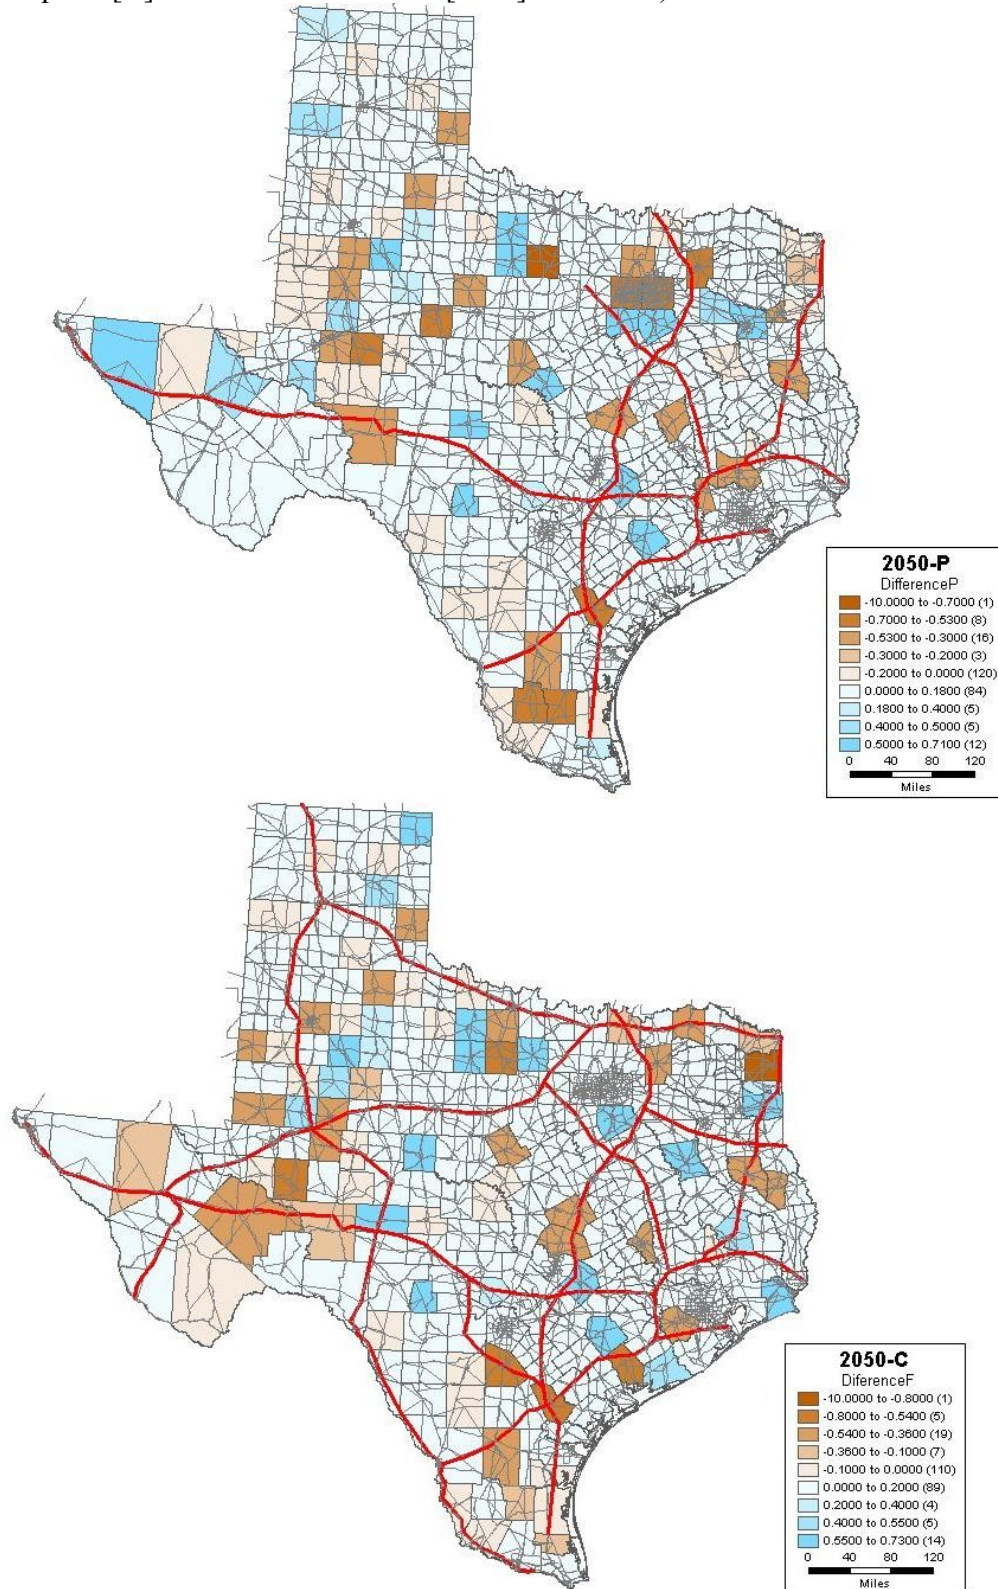 2050-P
DifferenceP
-10.0000 to -0.7000 (1)
-0.7000 to -0.5300 (8)
-0.5300 to -0.3000 (16)
-0.3000 to -0.2000 (3)
-0.2000 to 0.0000 (120)
0.0000 to 0.1800 (84)
0.1800 to 0.4000 (5)
0.4000 to 0.5000 (5)
0.5000 to 0.7100 (12)
0 40 80 120
Miles
2050-C
DiferenceF
-10.0000 to -0.8000 (1)
-0.8000 to -0.5400 (5)
-0.5400 to -0.3600 (19)
-0.3600 to -0.1000 (7)
-0.1000 to 0.0000 (110)
0.0000 to 0.2000 (89)
0.2000 to 0.4000 (4)
0.4000 to 0.5500 (5)
0.5500 to 0.7300 (14)
0 40 80 120
Miles